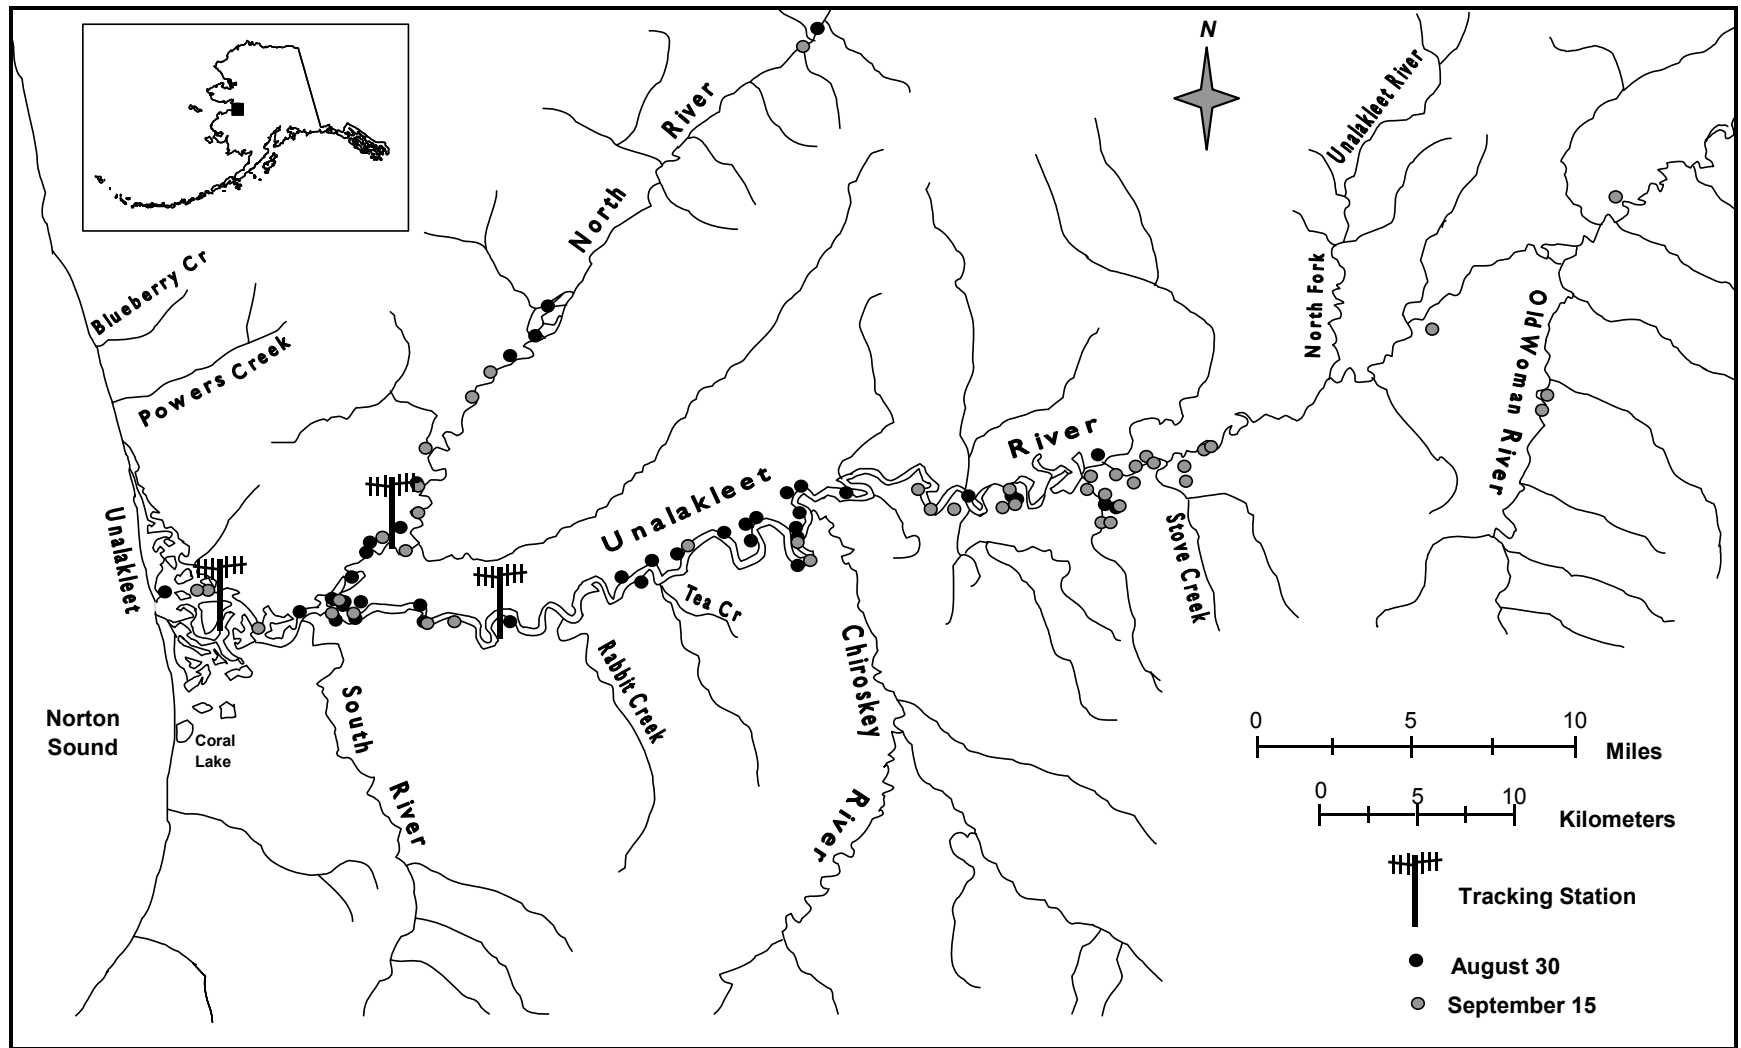 N
River
North
Unalakleet River
North Fork
Old Woman River
Blueberry Cr
Powers Creek
Unalakleet
Unalakleet
River
Stove Creek
Tea Cr
Rabbit Creek
Chiroskey
River
South
River
Norton
Sound
Coral
Lake
0 5 10
Miles
0 5 10
Kilometers
Tracking Station
August 30
September 15